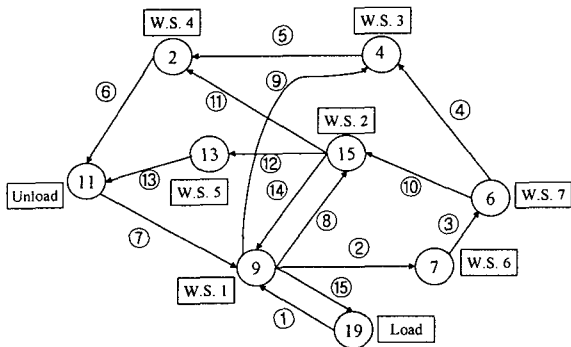 W.S. 4
W.S. 3
⑤
2
4
⑨
⑥
⑪
W.S. 2
④
13
⑫
15
⑬
⑩
11
Unload
W.S. 5
⑭
⑧
6
W.S. 7
③
⑦
②
9
7
W.S. 6
W.S. 1
⑮
①
19
Load